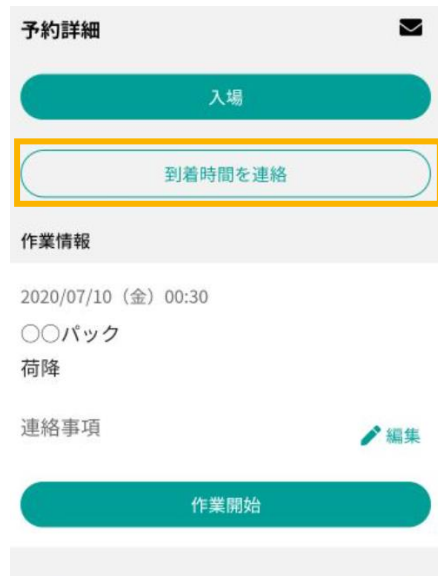 予約詳細
入場
到着時間を連絡
作業情報
2020/07/10（金）00:30
○○パック
荷降
連絡事項
編集
作業開始